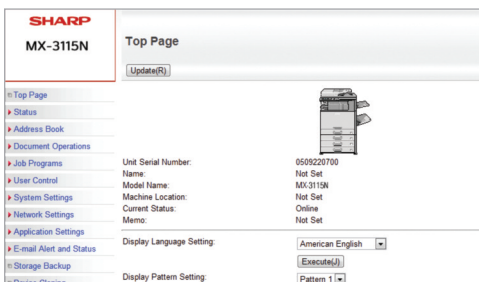 SHARP
MX-3115N
Top Page
Update(R)
Top Page
Status
Address Book
Document Operations
Job Programs
User Control
System Settings
Network Settings
Application Settings
E-mail Alert and Status
Storage Backup
Device Cloning
Unit Serial Number: 0509220700
Name: Not Set
Model Name: MX-3115N
Machine Location: Not Set
Current Status: Online
Memo: Not Set
Display Language Setting: American English
Execute(J)
Display Pattern Setting: Pattern 1